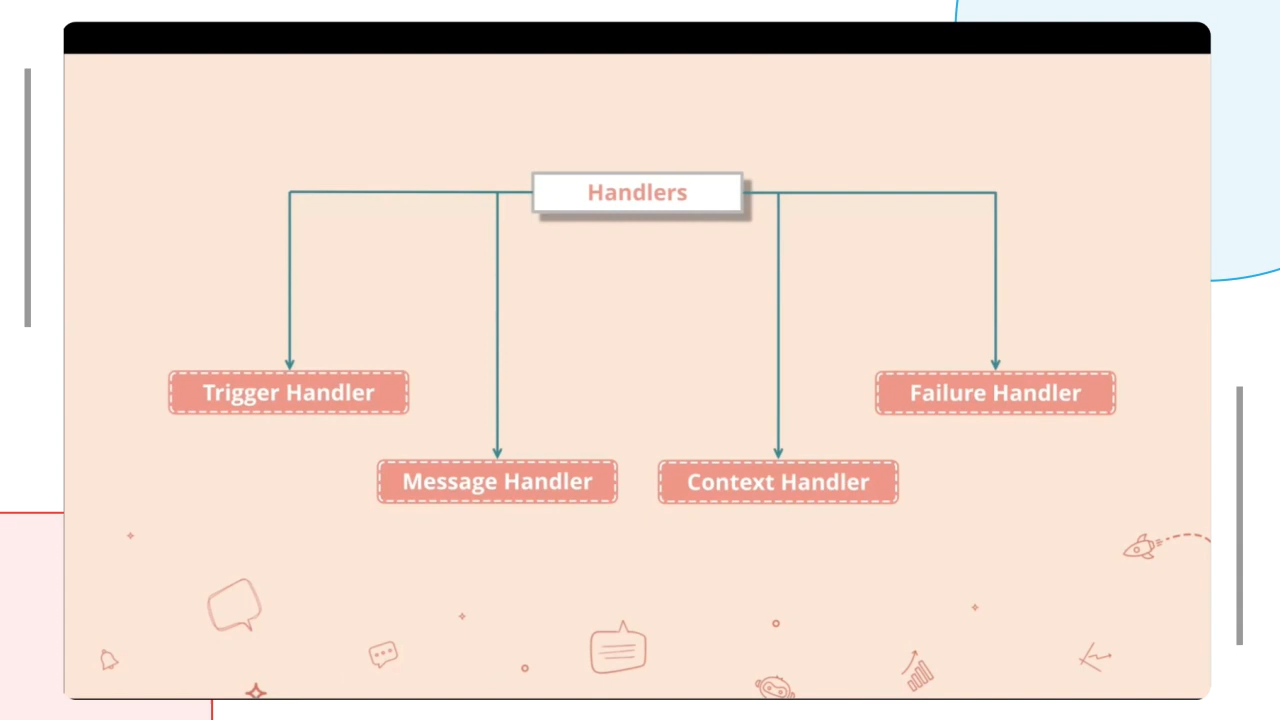 Handlers
Trigger Handler
Failure Handler
Message Handler
Context Handler